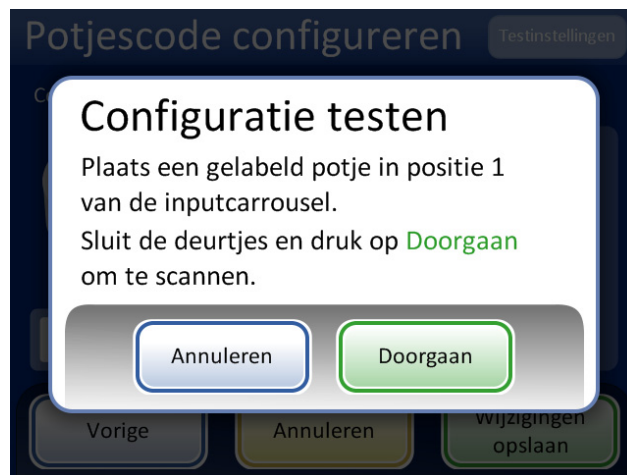 Potjescode configureren
Testinstellingen
Configuratie testen
Plaats een gelabeld potje in positie 1
van de inputcarrousel.
Sluit de deurtjes en druk op Doorgaan
om te scannen.
Annuleren
Doorgaan
Vorige
Annuleren
Wijzigingen
opslaan